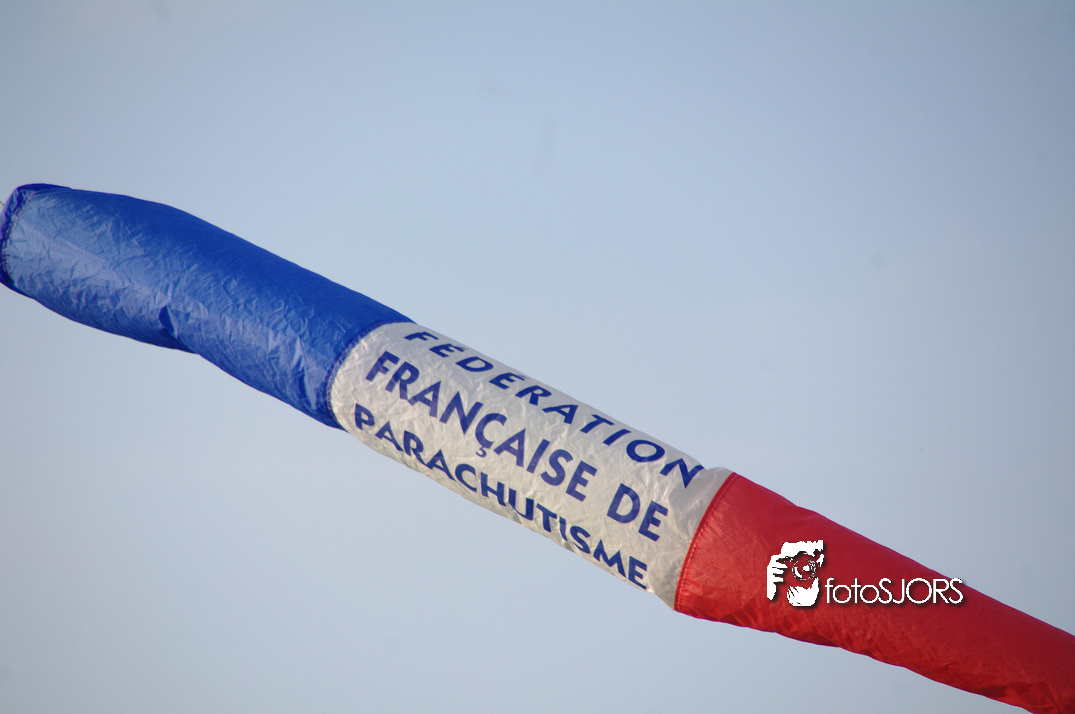 FEDERATION
FRANÇAISE DE
PARACHUTISME
fotoSJORS